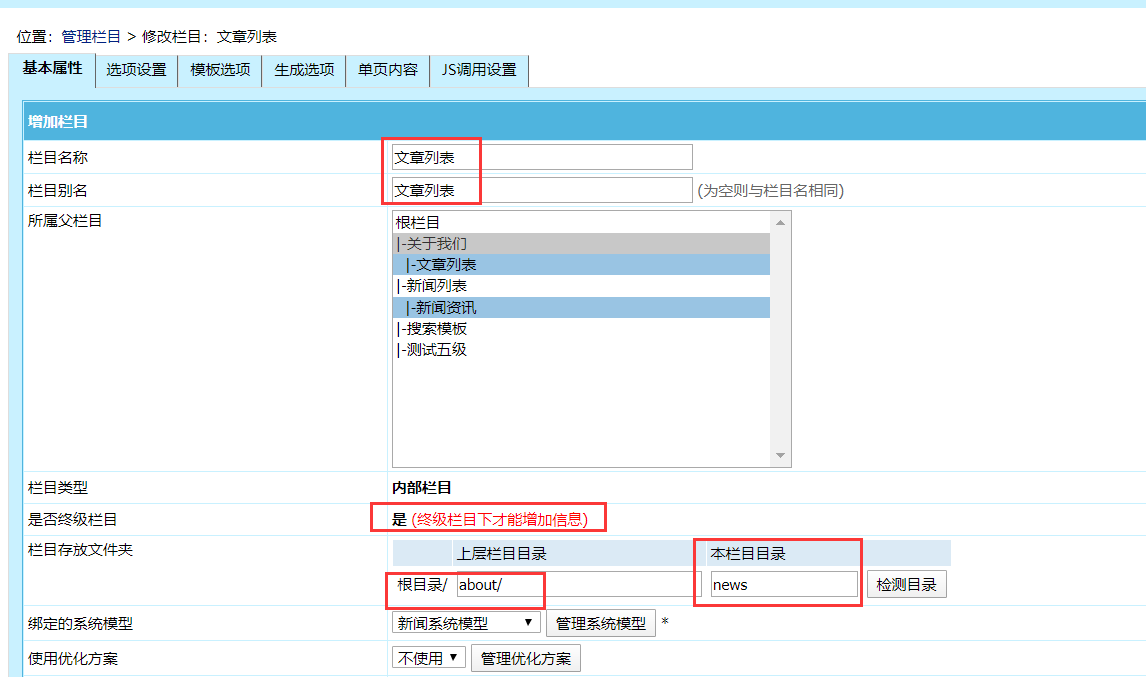 位置：管理栏目 > 修改栏目：文章列表
基本属性 选项设置 模板选项 生成选项 单页内容 JS调用设置
增加栏目
栏目名称 文章列表
栏目别名 文章列表 (为空则与栏目名相同)
所属父栏目 根栏目
|-关于我们
|-文章列表
|-新闻列表
|-新闻资讯
|-搜索模板
|-测试五级
栏目类型 内部栏目
是否终级栏目 是 (终级栏目下才能增加信息)
栏目存放文件夹 上层栏目目录 本栏目目录
根目录/ about/ news 检测目录
绑定的系统模型 新闻系统模型 管理系统模型 *
使用优化方案 不使用 管理优化方案